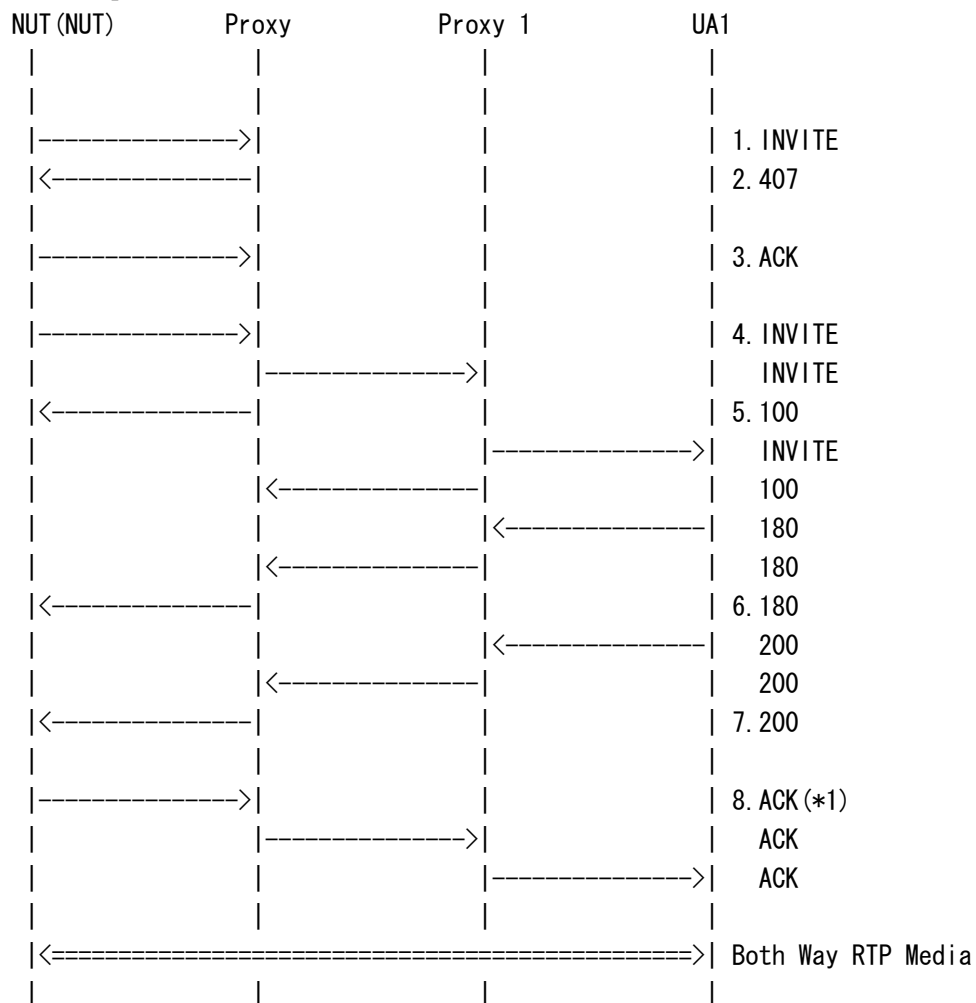 NUT(NUT) Proxy Proxy 1 UA1
1. INVITE
2. 407
3. ACK
4. INVITE
INVITE
5. 100
INVITE
100
180
180
6. 180
200
200
7. 200
8. ACK(*1)
ACK
ACK
Both Way RTP Media